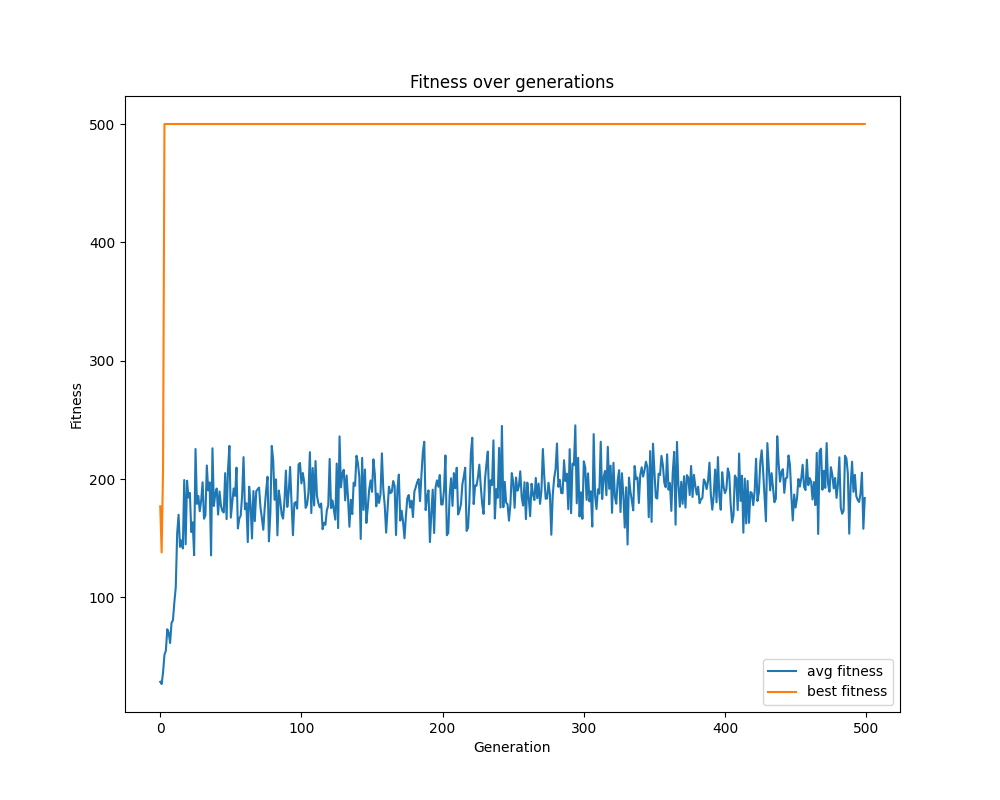 Fitness over generations
500
400
300
200
100
Fitness
0 100 200 300 400 500
Generation
avg fitness
best fitness